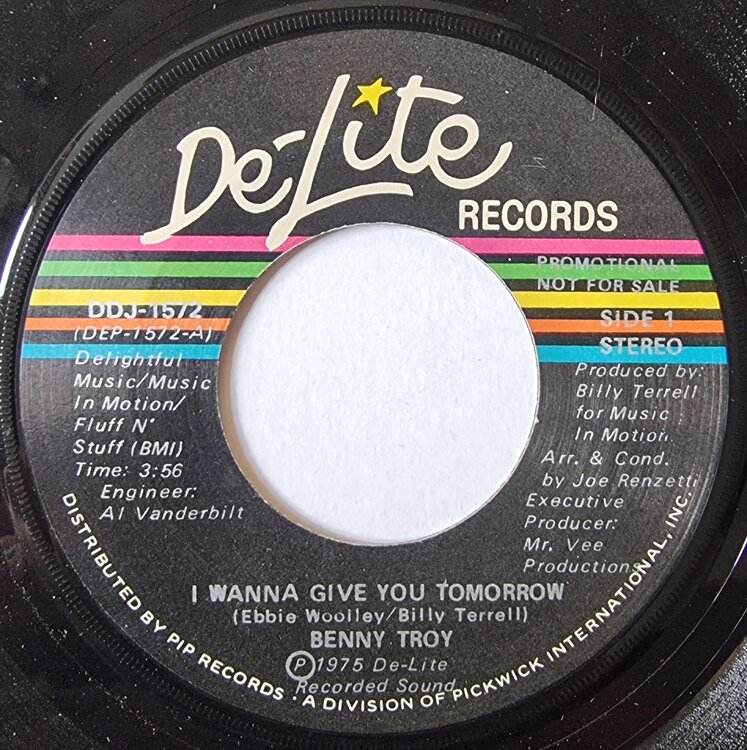 De-Lite
RECORDS
PROMOTIONAL
NOT FOR SALE
DDJ-1572
(DEP-1572-A)
SIDE 1
STEREO
Delightful
Music/Music
In Motion/
Fluff N'
Stuff (BMI)
Time: 3:56
Engineer:
Al Vanderbilt
Produced by:
Billy Terrell
for Music
In Motion.
Arr. & Cond.
by Joe Renzetti
Executive
Producer:
Mr. Vee
Productions
I WANNA GIVE YOU TOMORROW
(Ebbie Woolley/Billy Terrell)
BENNY TROY
Ⓟ1975 De-Lite
Recorded Sound
DISTRIBUTED BY PIP RECORDS · A DIVISION OF PICKWICK INTERNATIONAL, INC.